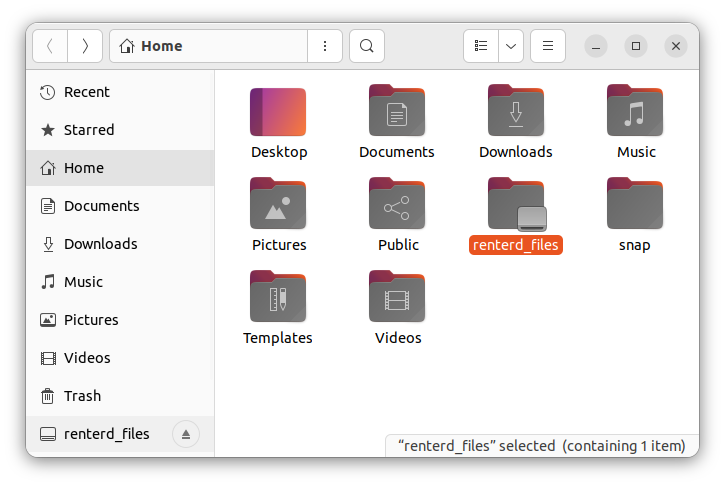 Home
Recent
Starred
Home
Documents
Downloads
Music
Pictures
Videos
Trash
renterd_files
Desktop
Documents
Downloads
Music
Pictures
Public
renterd_files
snap
Templates
Videos
“renterd_files” selected (containing 1 item)